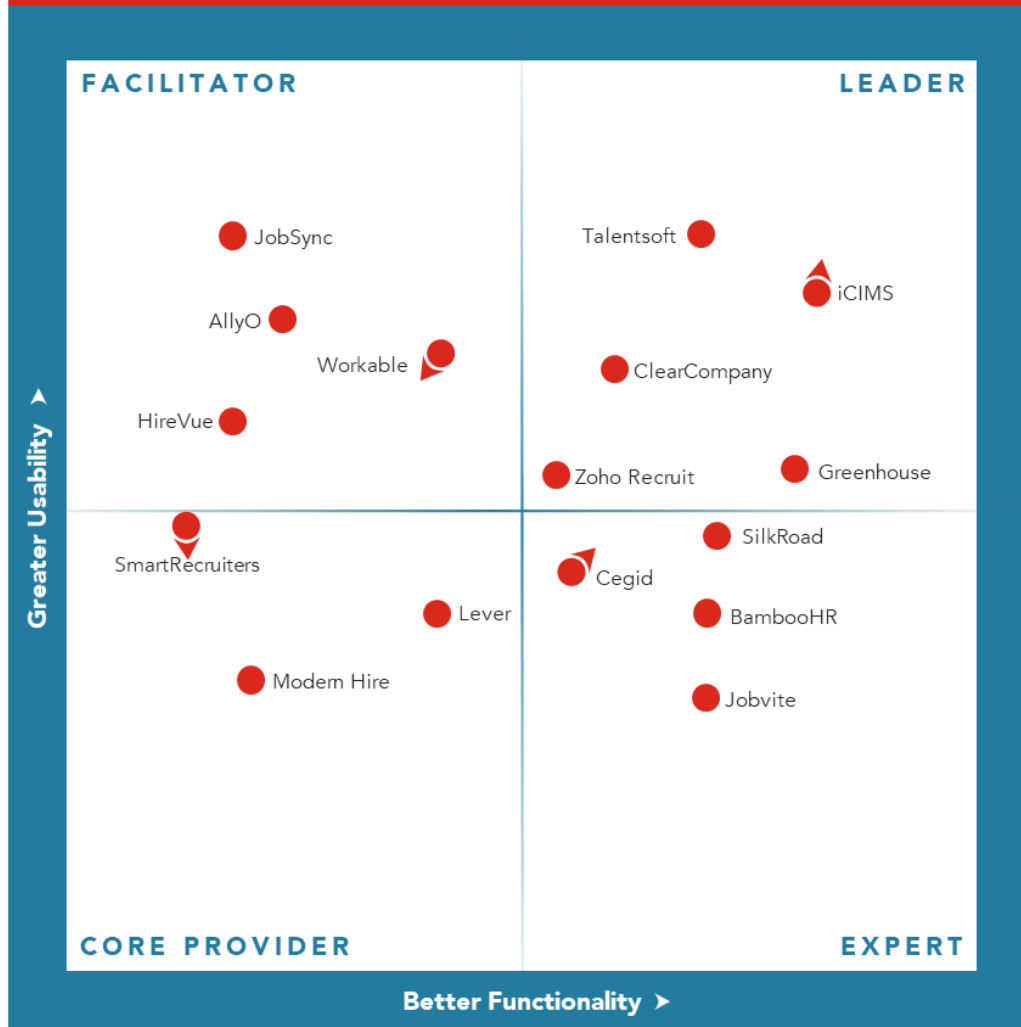 FACILITATOR
LEADER
JobSync
Talentsoft
iCIMS
AllyO
Workable
ClearCompany
HireVue
Zoho Recruit
Greenhouse
Greater Usability
SmartRecruiters
SilkRoad
Cegid
Lever
BambooHR
Modern Hire
Jobvite
CORE PROVIDER
EXPERT
Better Functionality